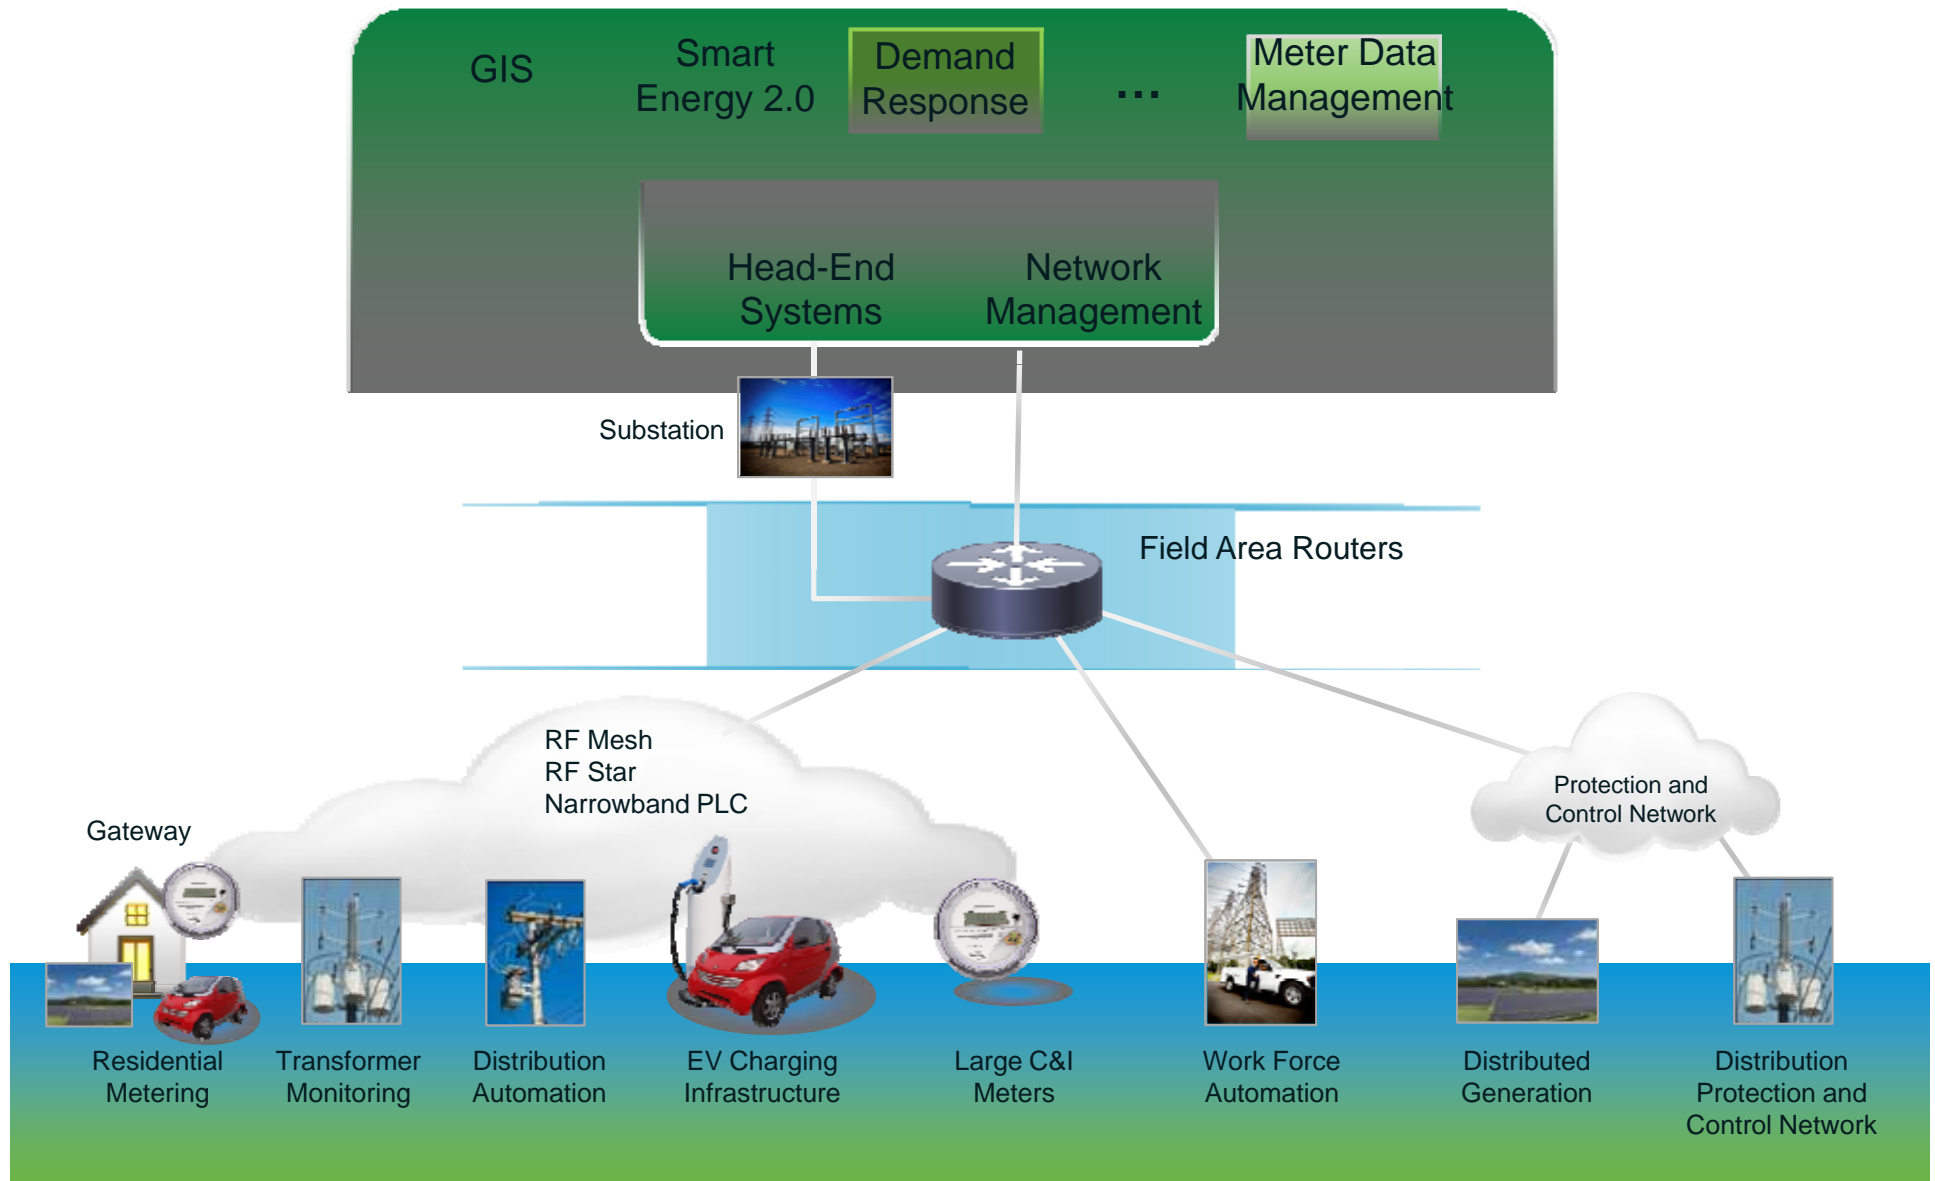 GIS
Smart
Energy 2.0
Demand
Response
...
Meter Data
Management
Head-End
Systems
Network
Management
Substation
Field Area Routers
RF Mesh
RF Star
Narrowband PLC
Protection and
Control Network
Gateway
Residential
Metering
Transformer
Monitoring
Distribution
Automation
EV Charging
Infrastructure
Large C&I
Meters
Work Force
Automation
Distributed
Generation
Distribution
Protection and
Control Network